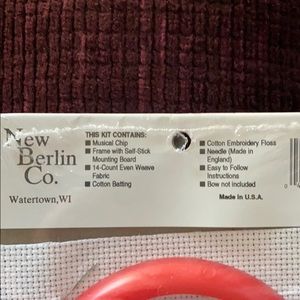 New
Berlin
Co.
Watertown,WI
THIS KIT CONTAINS:
■ Musical Chip
■ Frame with Self-Stick
Mounting Board
■ 14-Count Even Weave
Fabric
■ Cotton Batting
■ Cotton Embroidery Floss
■ Needle (Made in
England)
■ Easy to Follow
Instructions
■ Bow not included
Made in U.S.A.